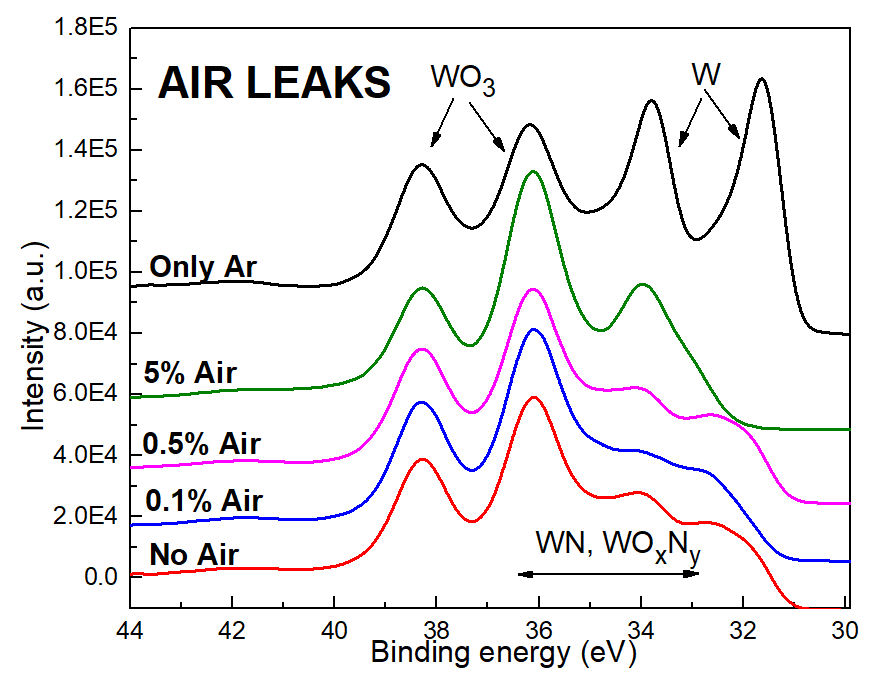 1.8E5
1.6E5
1.4E5
1.2E5
1.0E5
8.0E4
6.0E4
4.0E4
2.0E4
0.0
Intensity (a.u.)
AIR LEAKS
WO₃
W
Only Ar
5% Air
0.5% Air
0.1% Air
No Air
WN, WOₓNᵧ
44 42 40 38 36 34 32 30
Binding energy (eV)